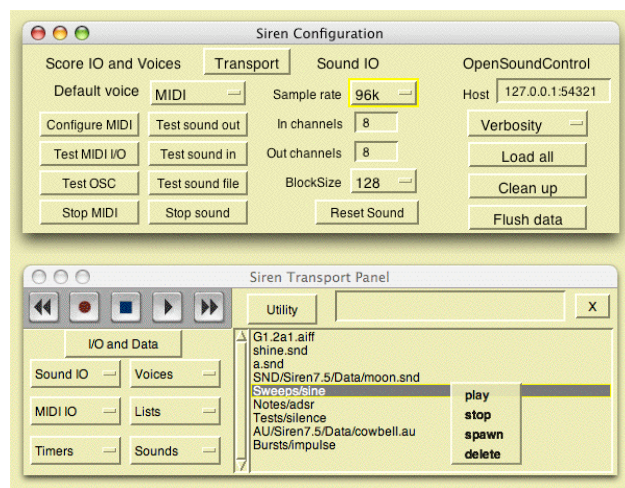 Siren Configuration
Score IO and Voices Transport Sound IO OpenSoundControl
Default voice MIDI Sample rate 96k Host 127.0.0.1:54321
Configure MIDI Test sound out In channels 8 Verbosity
Test MIDI I/O Test sound in Out channels 8 Load all
Test OSC Test sound file BlockSize 128 Clean up
Stop MIDI Stop sound Reset Sound Flush data
Siren Transport Panel
Utility X
I/O and Data
Sound IO Voices
MIDI IO Lists
Timers Sounds
G1.2a1.aiff
shine.snd
a.snd
SND/Siren7.5/Data/moon.snd
Sweeps/sine
Notes/adsr
Tests/silence
AU/Siren7.5/Data/cowbell.au
Bursts/impulse
play
stop
spawn
delete